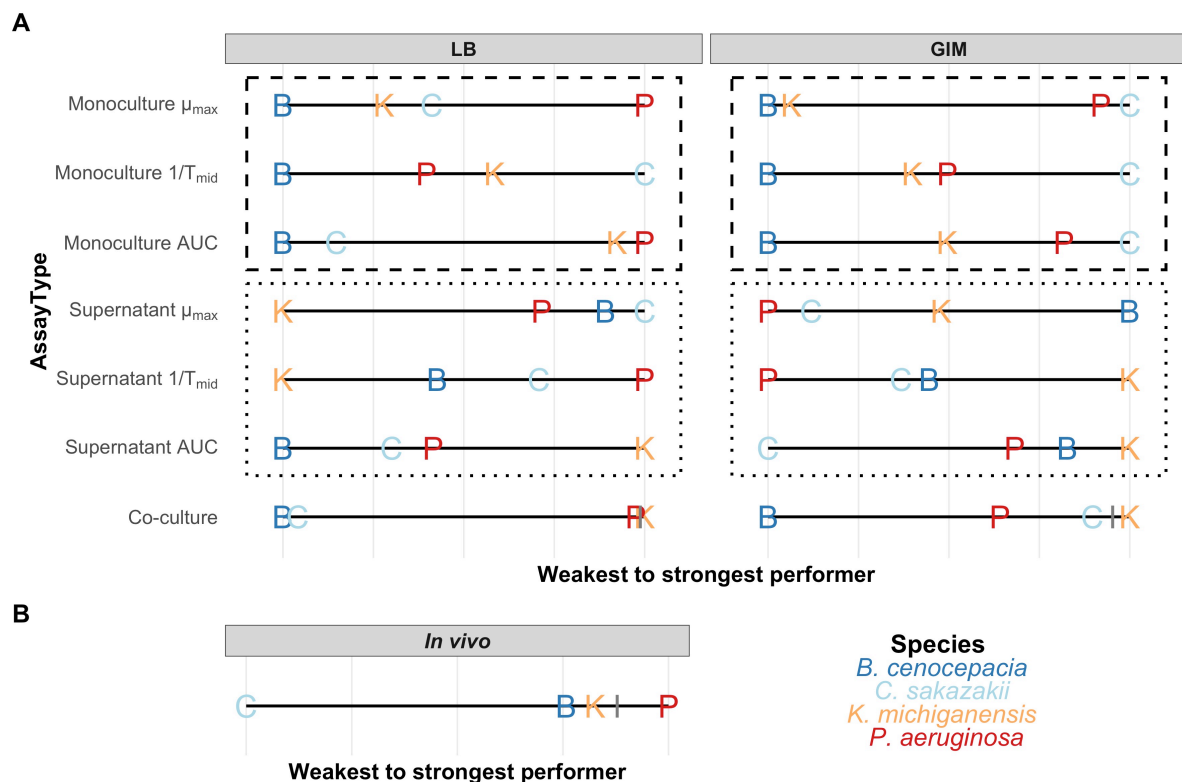 A
LB GIM
Monoculture μmax B K C P B K P C
Monoculture 1/Tmid B P K C B K P C
Monoculture AUC B C K P B K P C
Supernatant μmax K P B C P C K B
Supernatant 1/Tmid K B C P P C B K
Supernatant AUC B C P K C P B K
Co-culture B C P I K B P C I K
AssayType
Weakest to strongest performer
B
In vivo
C B K I P
Weakest to strongest performer
Species
B. cenocepacia
C. sakazakii
K. michiganensis
P. aeruginosa